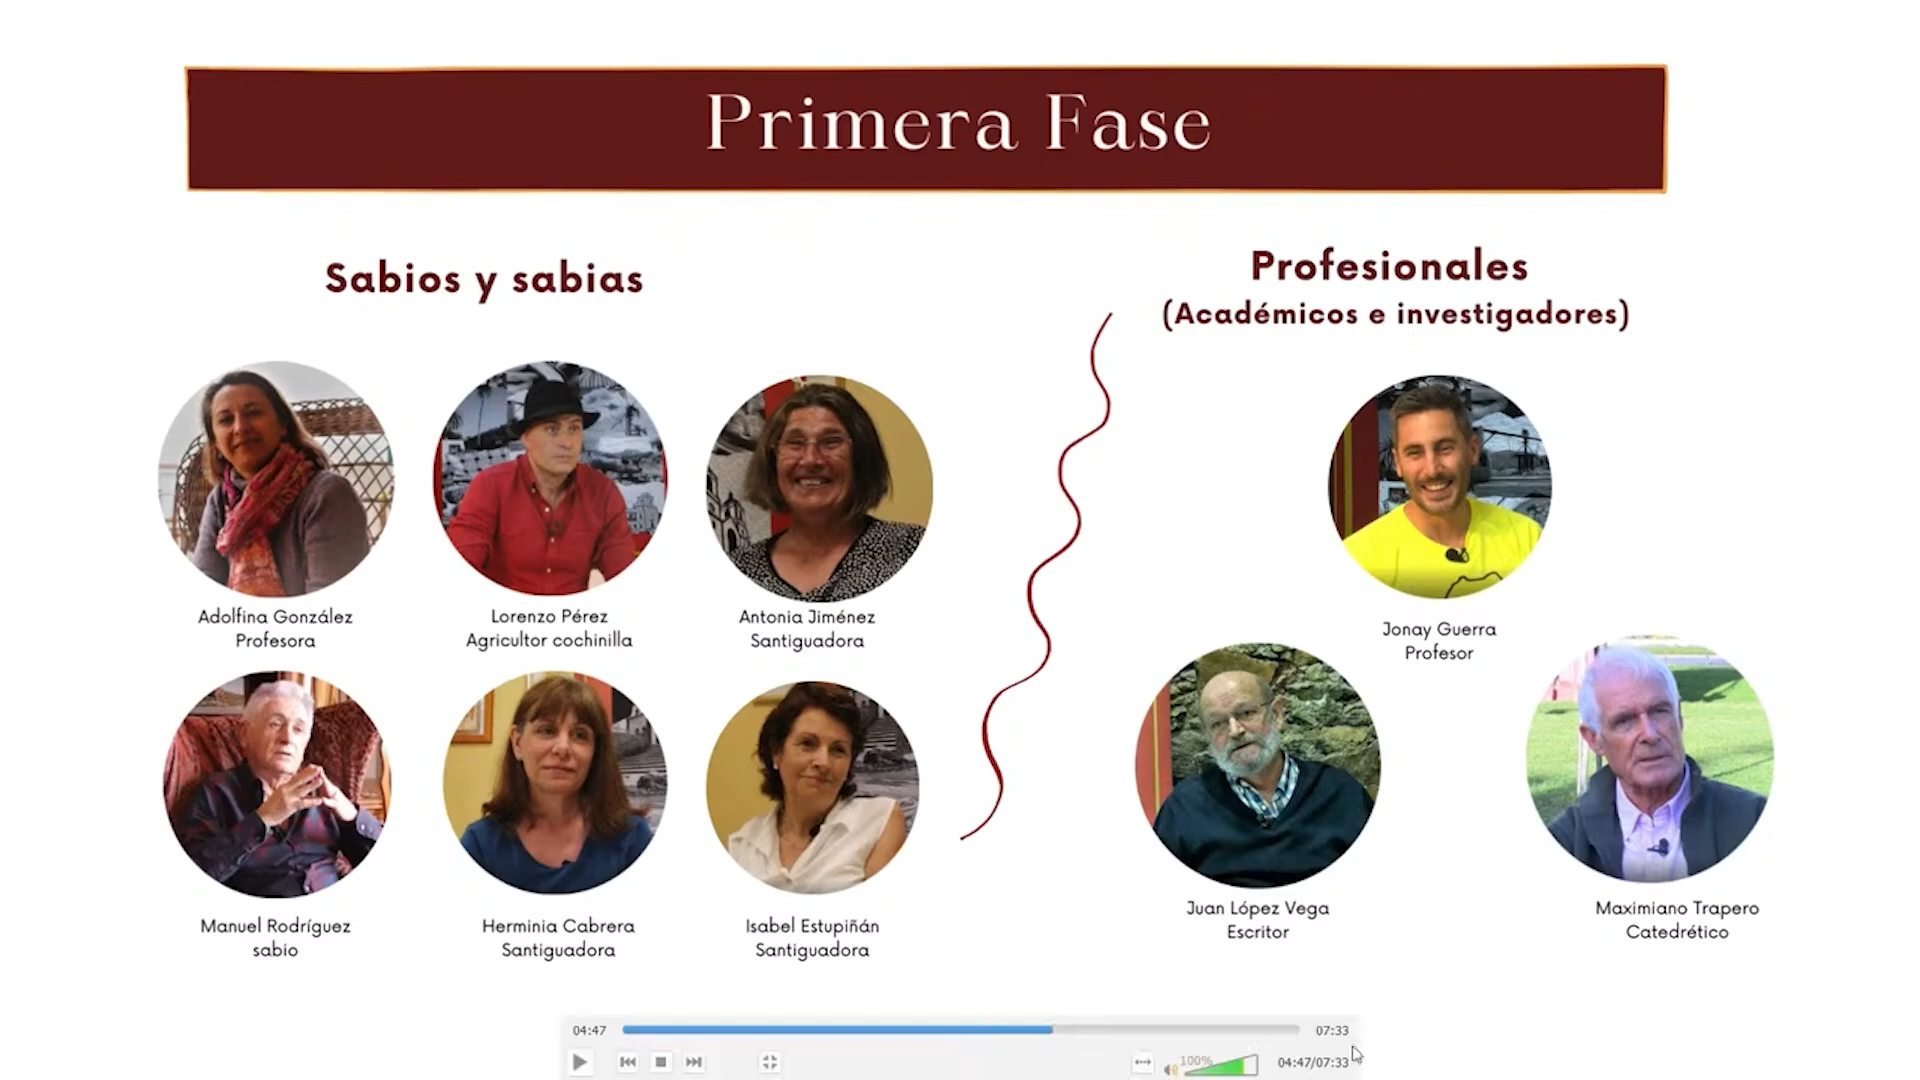 Primera Fase
Sabios y sabias
Profesionales
(Académicos e investigadores)
Adolfina González
Profesora
Lorenzo Pérez
Agricultor cochinilla
Antonia Jiménez
Santiguadora
Jonay Guerra
Profesor
Manuel Rodríguez
sabio
Herminia Cabrera
Santiguadora
Isabel Estupiñán
Santiguadora
Juan López Vega
Escritor
Maximiano Trapero
Catedrético
04:47
07:33
100%
04:47/07:33